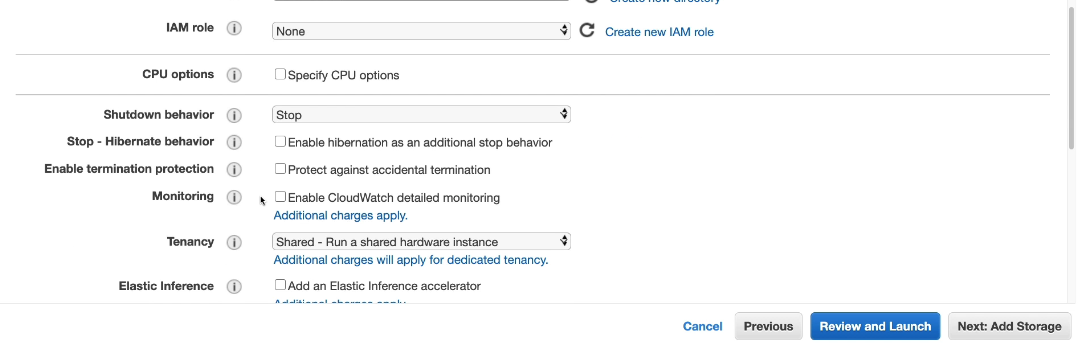 Create new directory
IAM role i None Create new IAM role
CPU options i Specify CPU options
Shutdown behavior i Stop
Stop - Hibernate behavior i Enable hibernation as an additional stop behavior
Enable termination protection i Protect against accidental termination
Monitoring i Enable CloudWatch detailed monitoring
Additional charges apply.
Tenancy i Shared - Run a shared hardware instance
Additional charges will apply for dedicated tenancy.
Elastic Inference i Add an Elastic Inference accelerator
Additional charges apply.
Cancel Previous Review and Launch Next: Add Storage